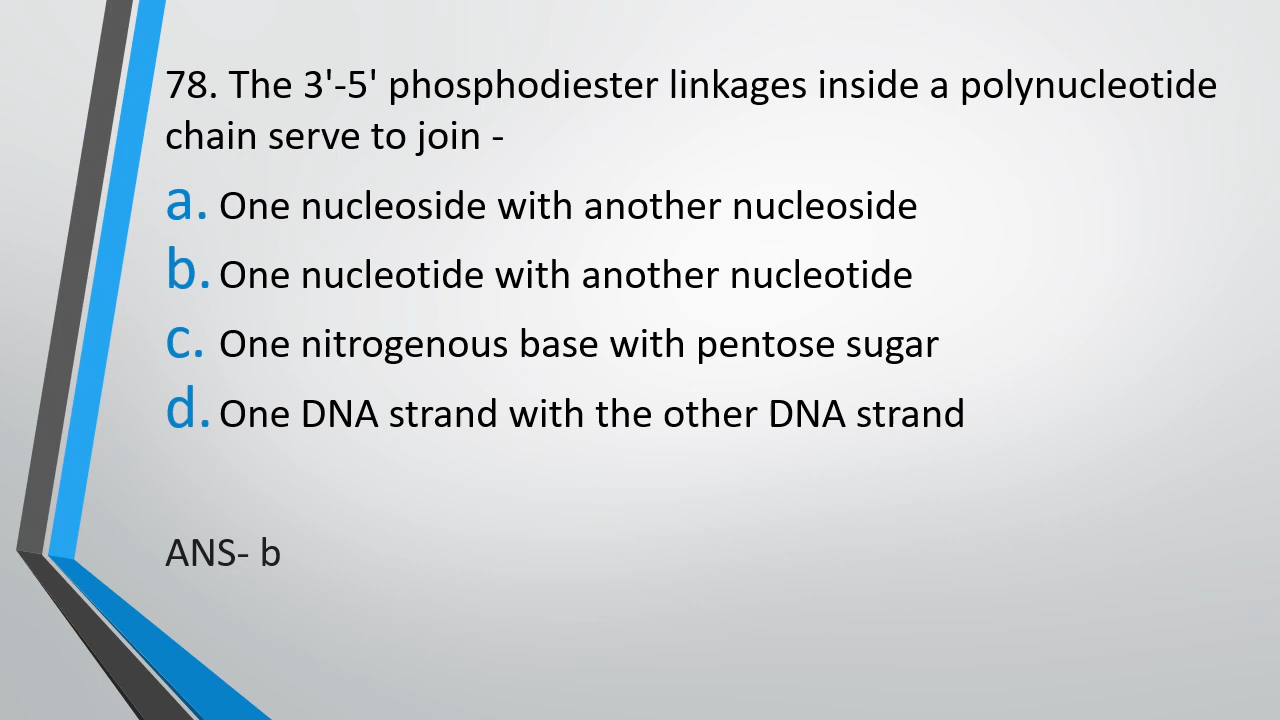 78. The 3'-5' phosphodiester linkages inside a polynucleotide
chain serve to join -
a. One nucleoside with another nucleoside
b. One nucleotide with another nucleotide
c. One nitrogenous base with pentose sugar
d. One DNA strand with the other DNA strand
ANS- b